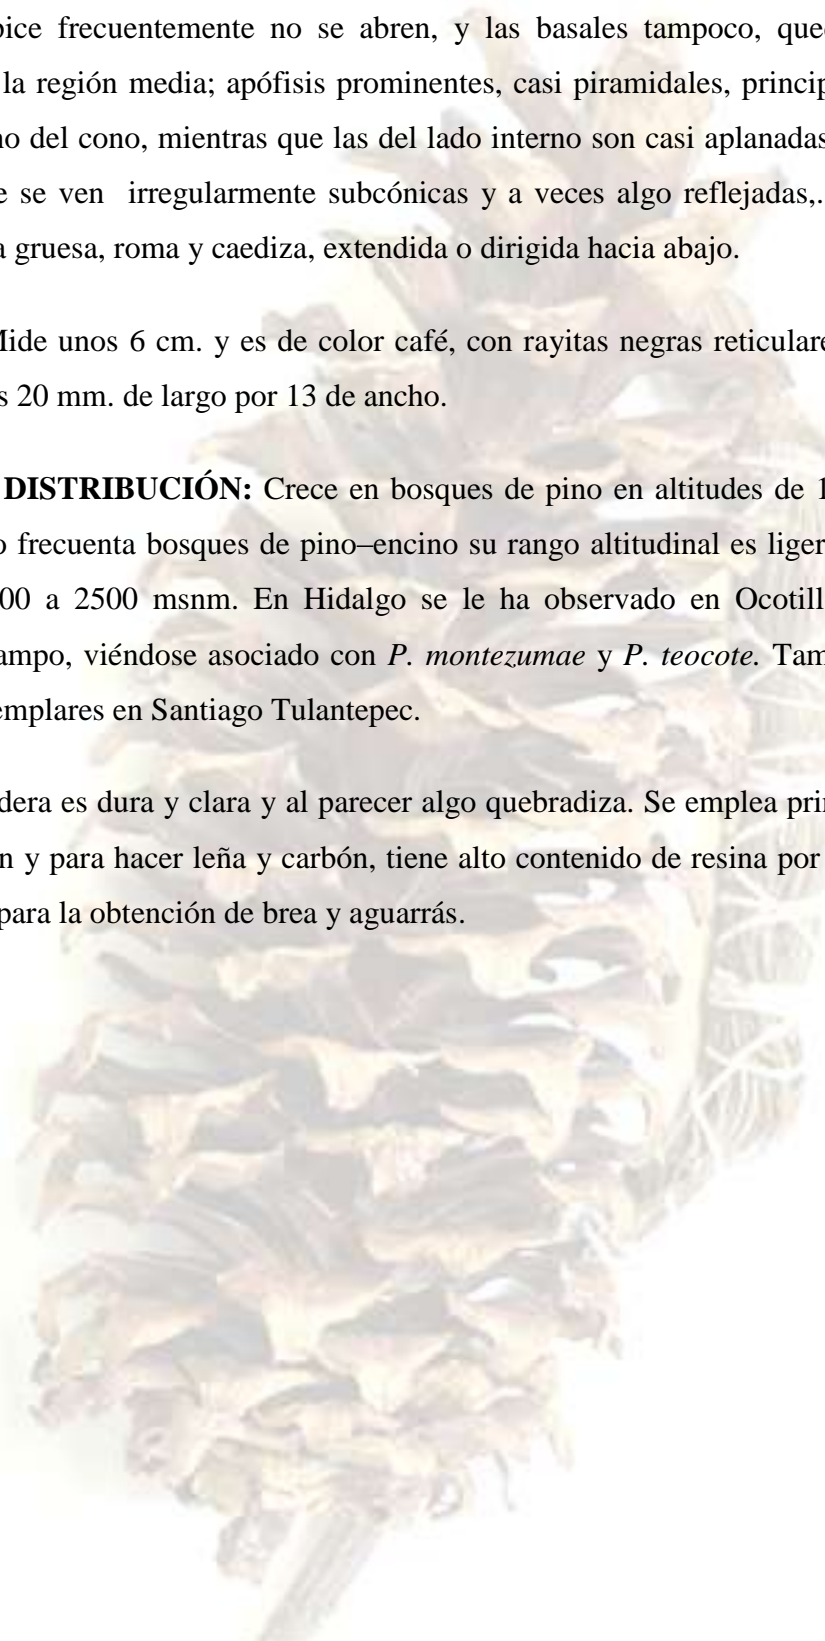 pice frecuentemente no se abren, y las basales tampoco, que
la región media; apófisis prominentes, casi piramidales, princip
no del cono, mientras que las del lado interno son casi aplanadas
e se ven irregularmente subcónicas y a veces algo reflejadas,.
a gruesa, roma y caediza, extendida o dirigida hacia abajo.
Mide unos 6 cm. y es de color café, con rayitas negras reticulare
s 20 mm. de largo por 13 de ancho.
DISTRIBUCIÓN: Crece en bosques de pino en altitudes de 1
o frecuenta bosques de pino–encino su rango altitudinal es liger
00 a 2500 msnm. En Hidalgo se le ha observado en Ocotill
ampo, viéndose asociado con P. montezumae y P. teocote. Tam
emplares en Santiago Tulantepec.
dera es dura y clara y al parecer algo quebradiza. Se emplea prin
n y para hacer leña y carbón, tiene alto contenido de resina por
para la obtención de brea y aguarrás.